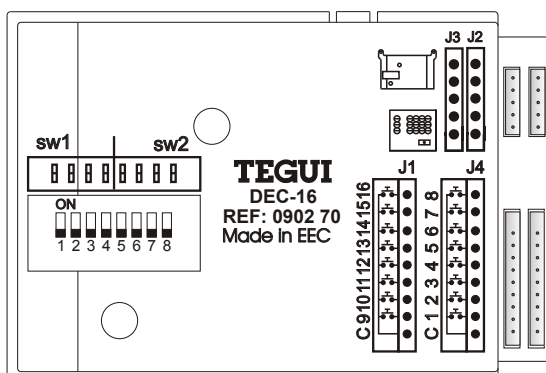 J3 J2
sw1 sw2
ON
1 2 3 4 5 6 7 8
TEGUI
DEC-16
REF: 0902 70
Made in EEC
J1 J4
C 9 10 11 12 13 14 15 16
C 1 2 3 4 5 6 7 8